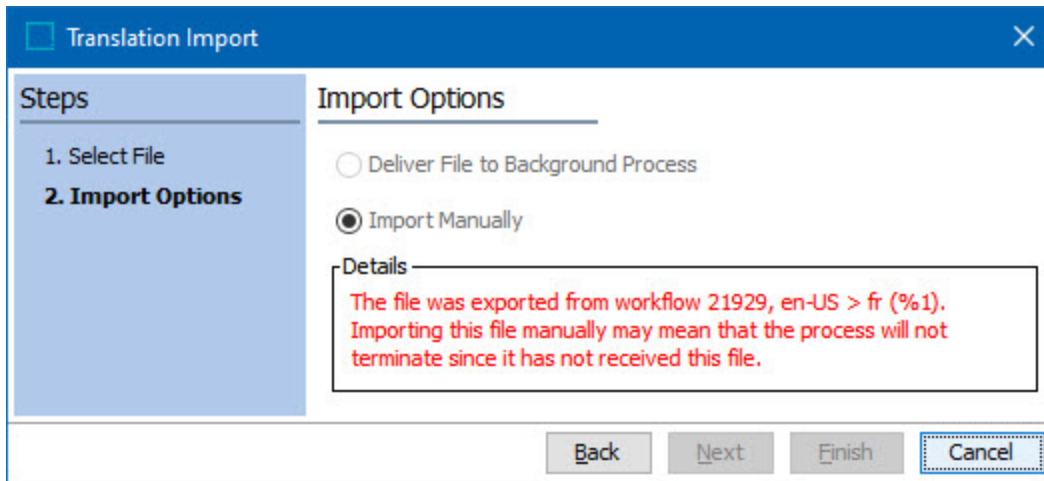 Translation Import
Steps
1. Select File
2. Import Options
Import Options
Deliver File to Background Process
Import Manually
Details
The file was exported from workflow 21929, en-US > fr (%1).
Importing this file manually may mean that the process will not
terminate since it has not received this file.
Back Next Finish Cancel